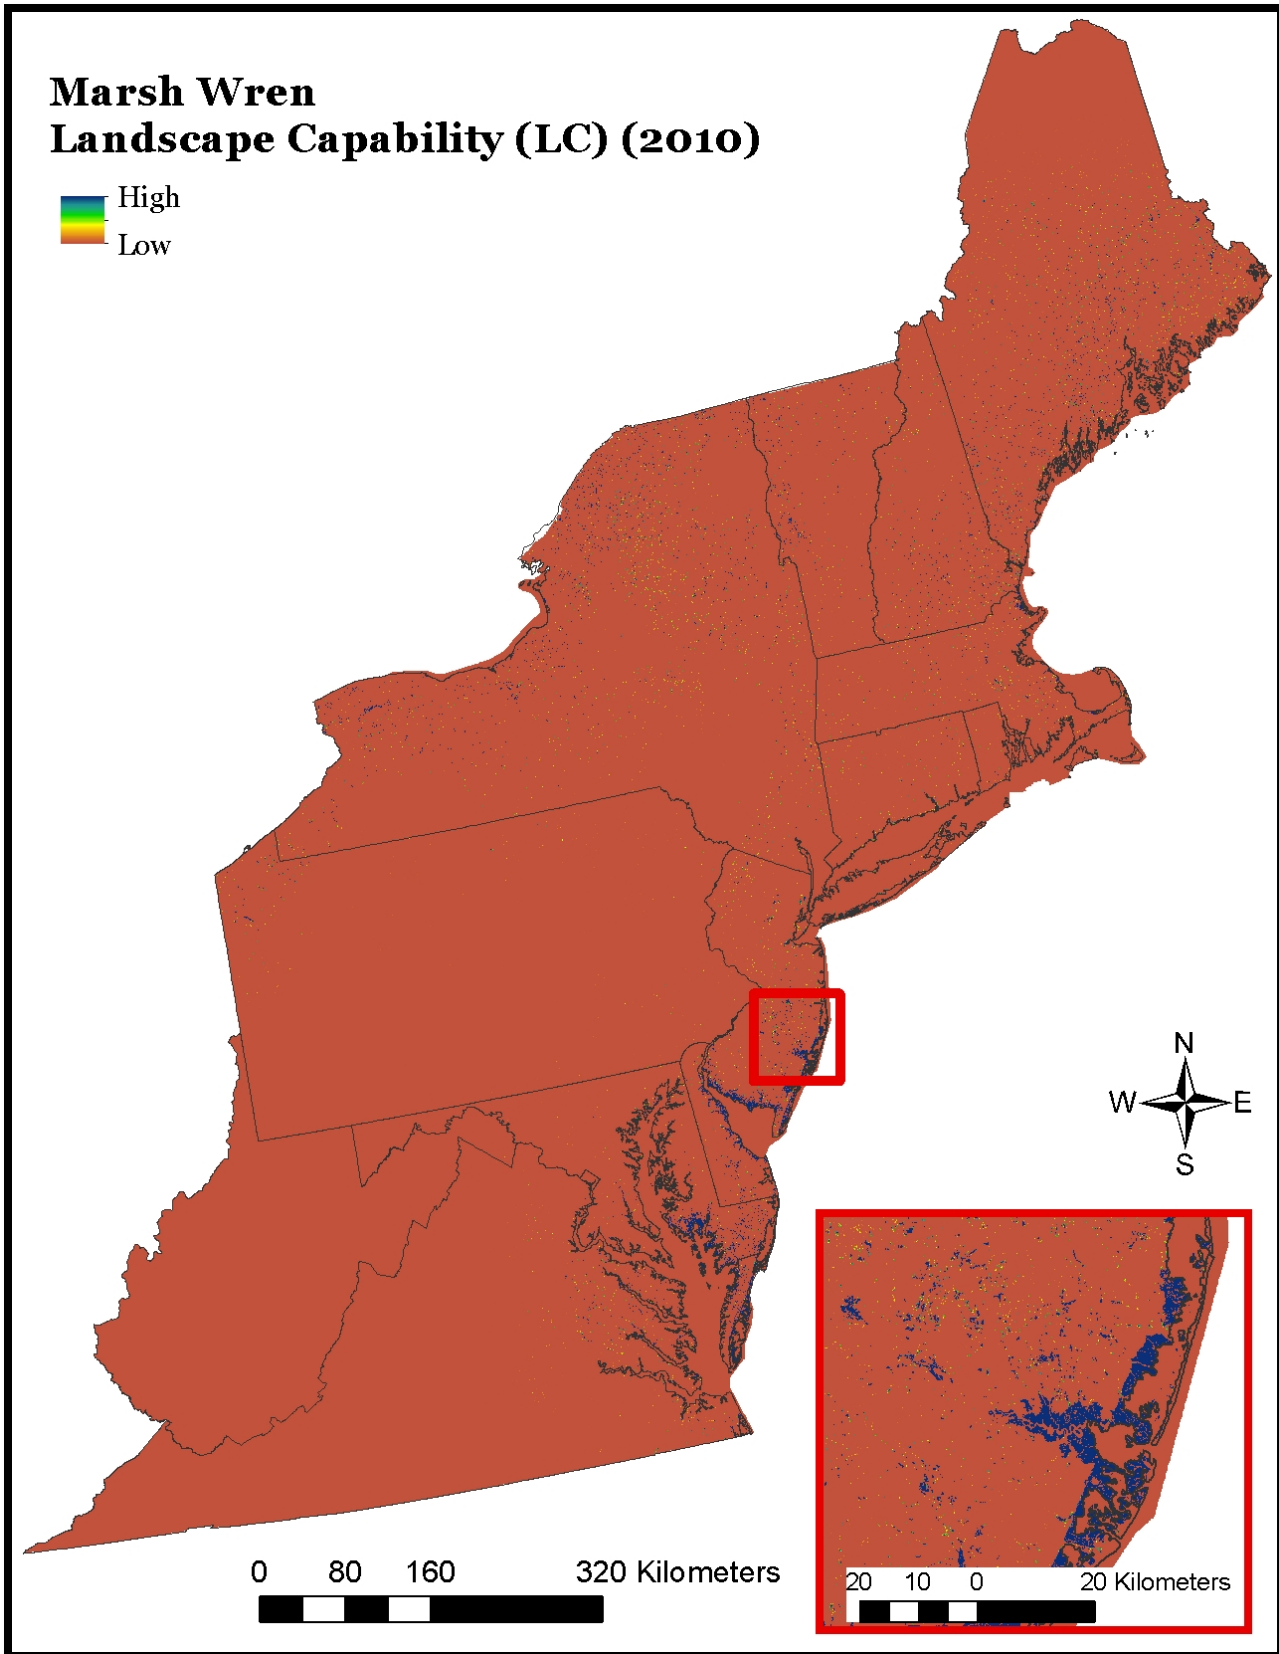 Marsh Wren
Landscape Capability (LC) (2010)
High
Low
N
W E
S
0 80 160 320 Kilometers
20 10 0 20 Kilometers